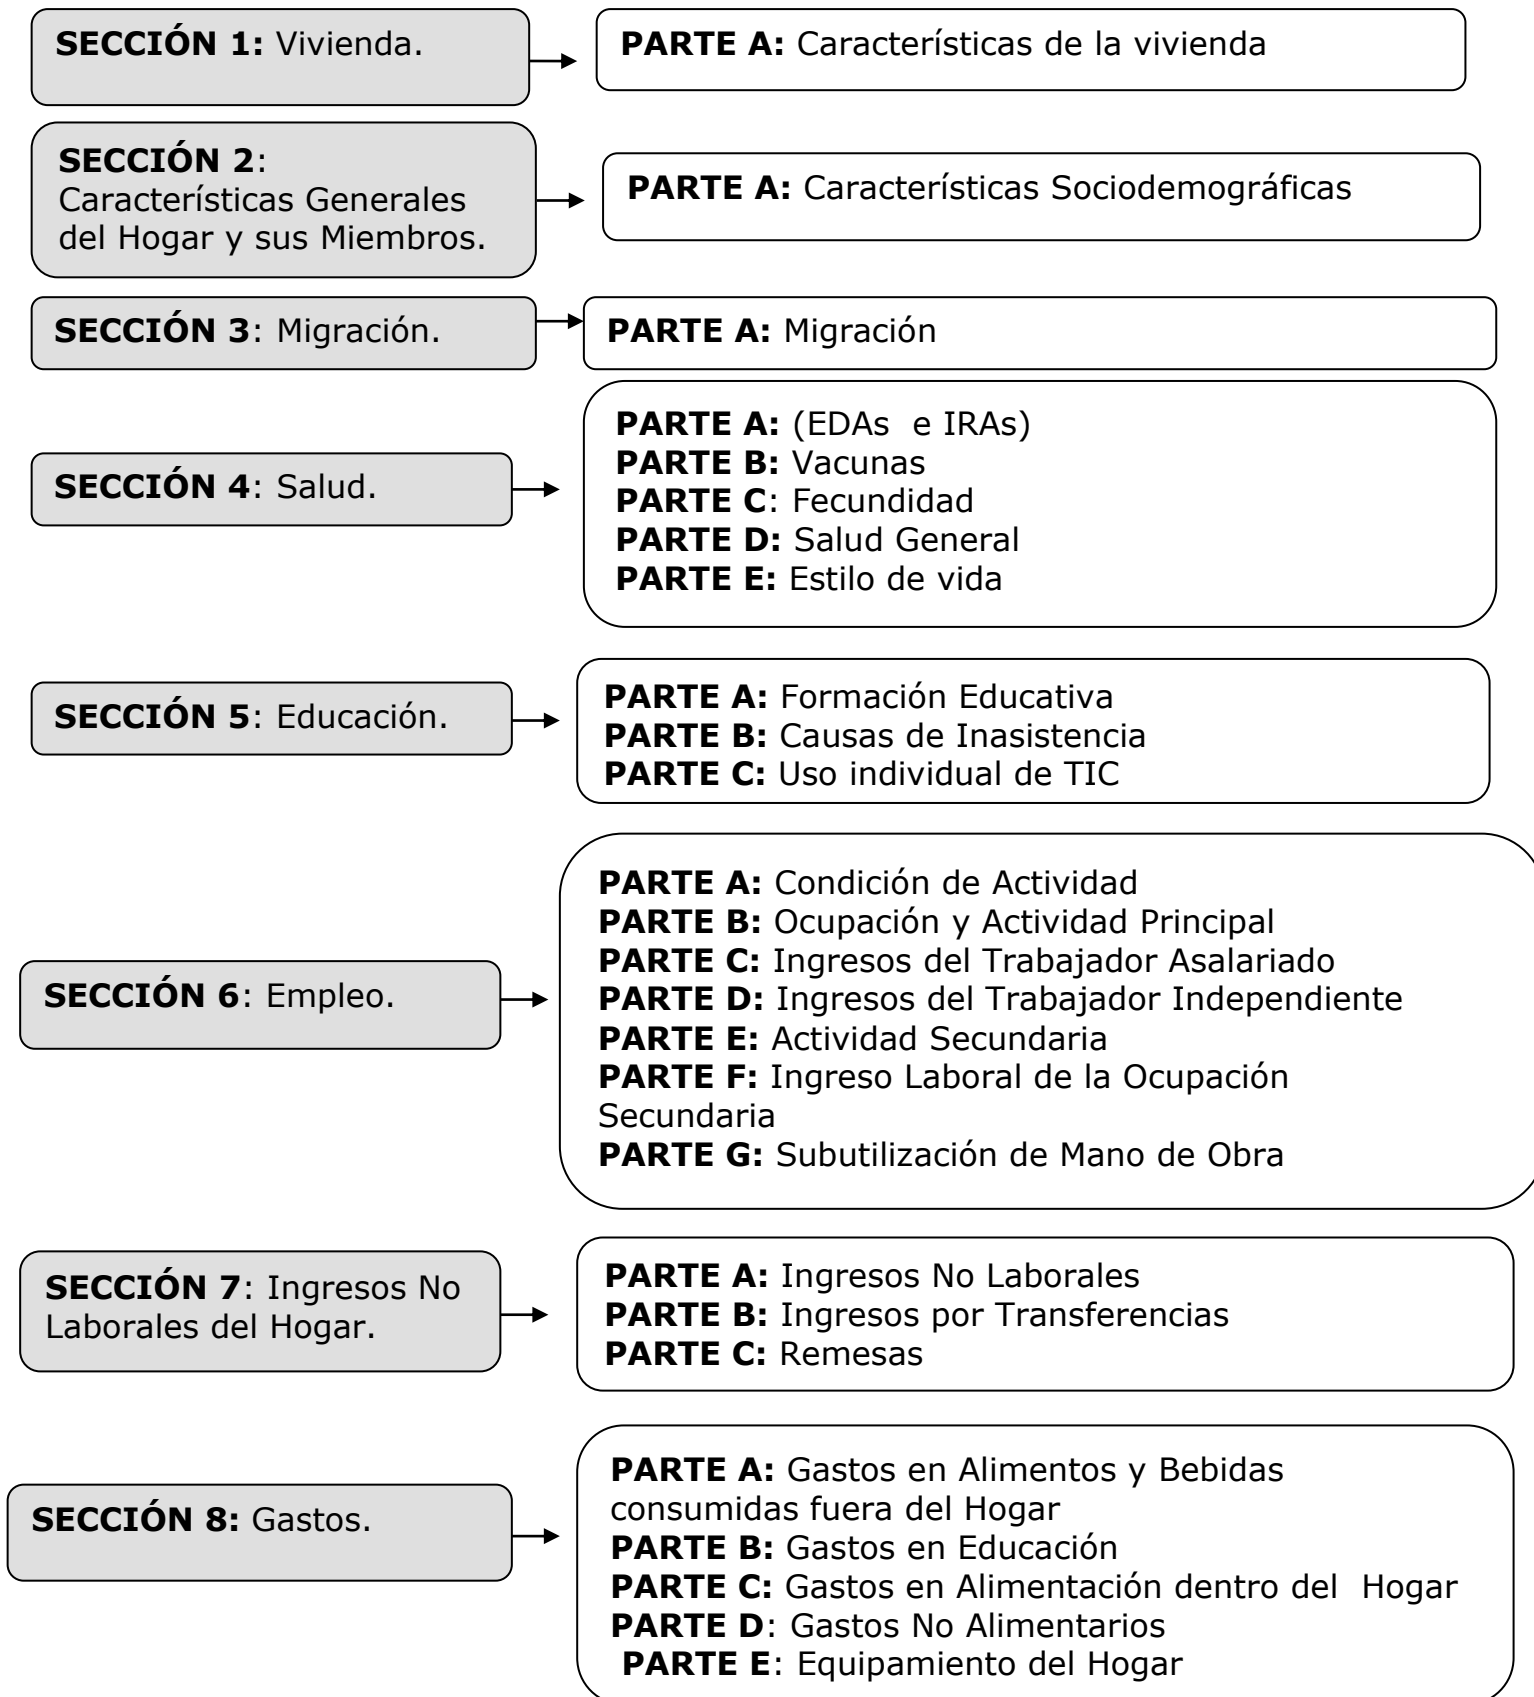 SECCIÓN 1: Vivienda.
PARTE A: Características de la vivienda
SECCIÓN 2:
Características Generales
del Hogar y sus Miembros.
PARTE A: Características Sociodemográficas
SECCIÓN 3: Migración.
PARTE A: Migración
SECCIÓN 4: Salud.
PARTE A: (EDAs e IRAs)
PARTE B: Vacunas
PARTE C: Fecundidad
PARTE D: Salud General
PARTE E: Estilo de vida
SECCIÓN 5: Educación.
PARTE A: Formación Educativa
PARTE B: Causas de Inasistencia
PARTE C: Uso individual de TIC
SECCIÓN 6: Empleo.
PARTE A: Condición de Actividad
PARTE B: Ocupación y Actividad Principal
PARTE C: Ingresos del Trabajador Asalariado
PARTE D: Ingresos del Trabajador Independiente
PARTE E: Actividad Secundaria
PARTE F: Ingreso Laboral de la Ocupación
Secundaria
PARTE G: Subutilización de Mano de Obra
SECCIÓN 7: Ingresos No
Laborales del Hogar.
PARTE A: Ingresos No Laborales
PARTE B: Ingresos por Transferencias
PARTE C: Remesas
SECCIÓN 8: Gastos.
PARTE A: Gastos en Alimentos y Bebidas
consumidas fuera del Hogar
PARTE B: Gastos en Educación
PARTE C: Gastos en Alimentación dentro del Hogar
PARTE D: Gastos No Alimentarios
PARTE E: Equipamiento del Hogar